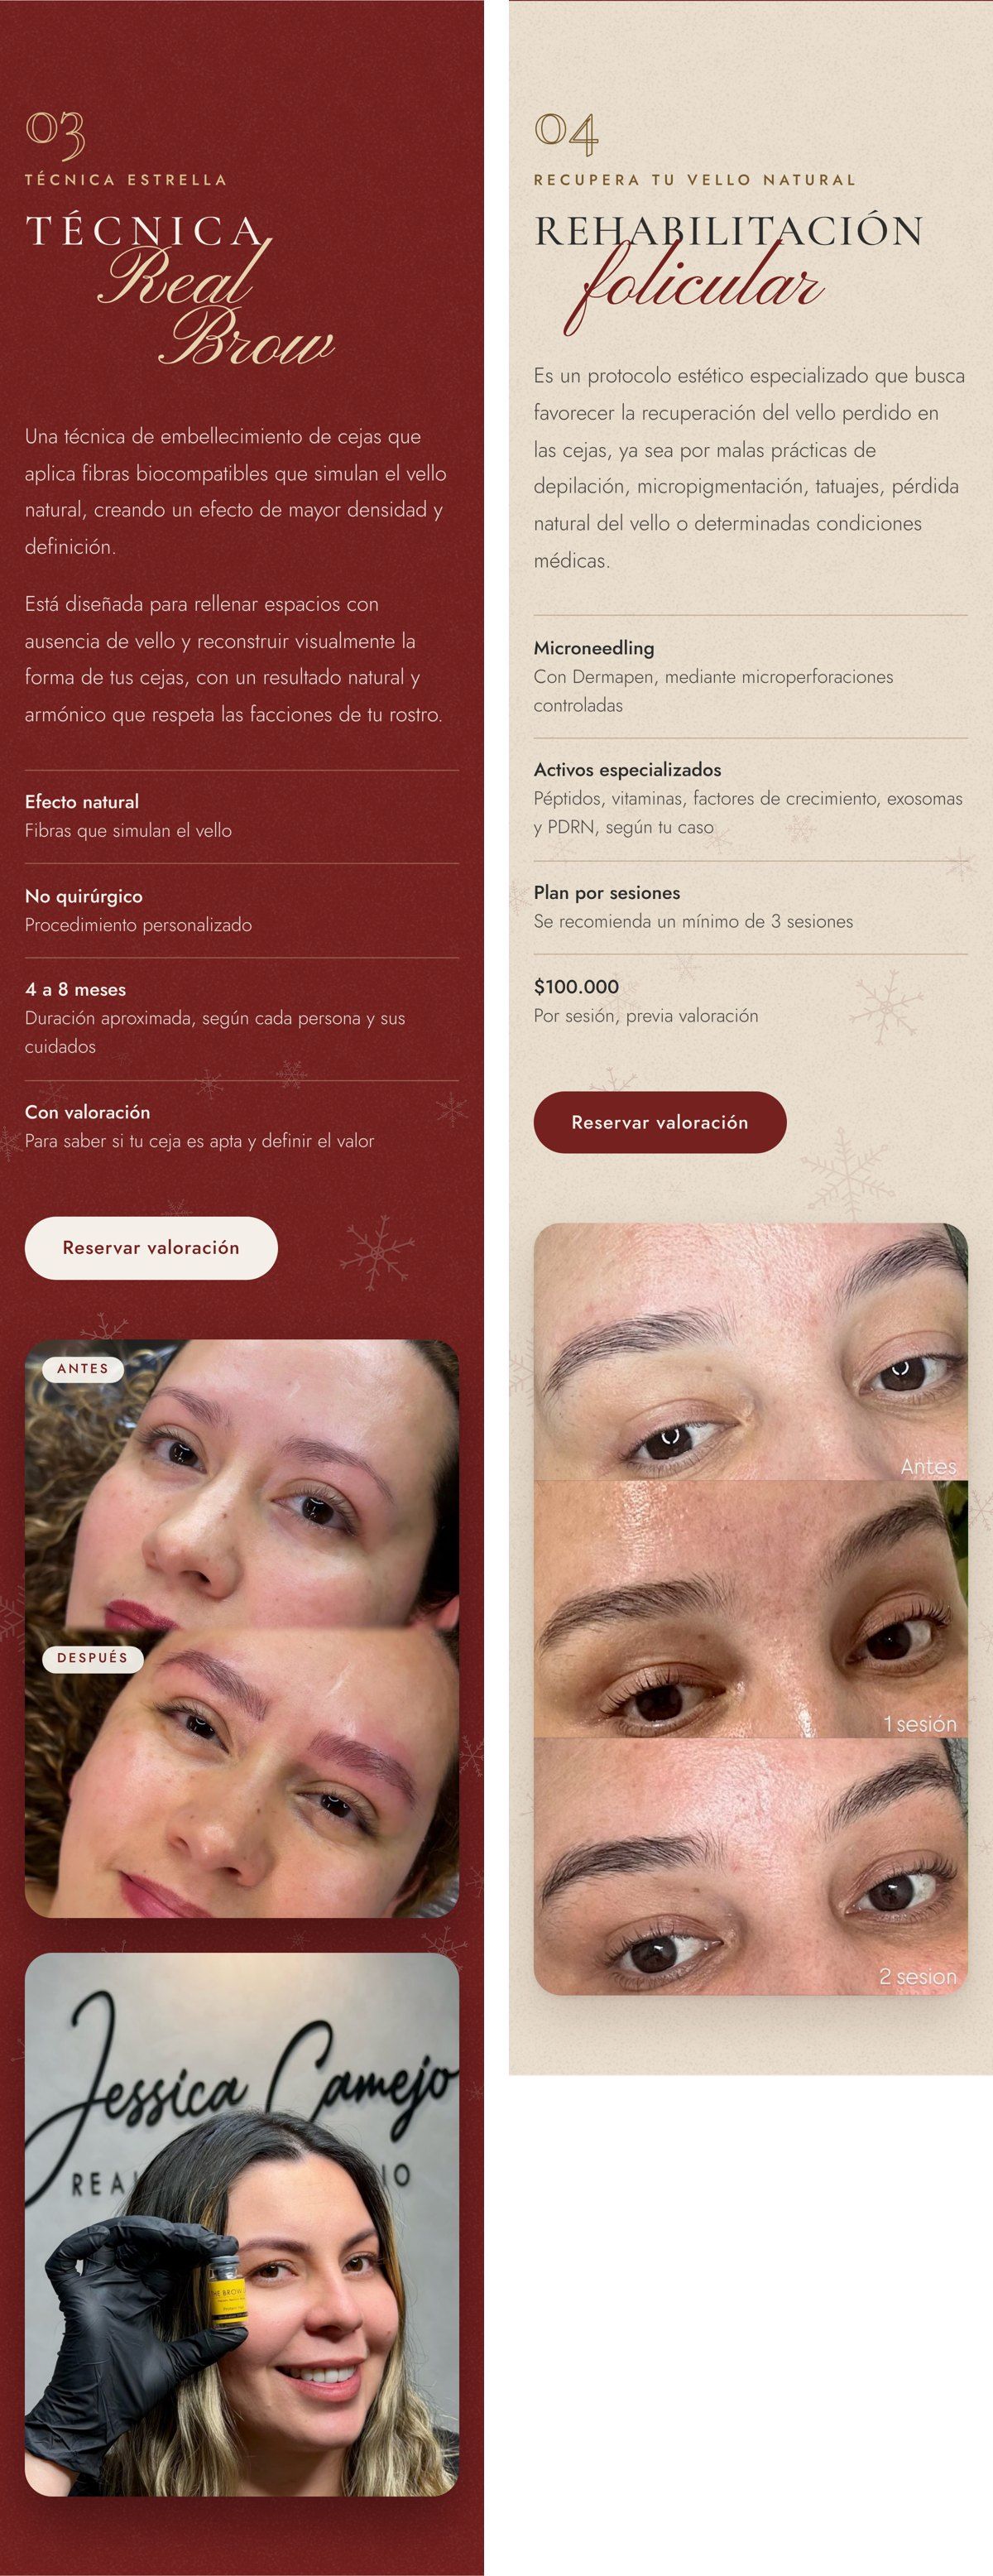 03
TÉCNICA ESTRELLA
TÉCNICA
Real
Brow
Una técnica de embellecimiento de cejas que
aplica fibras biocompatibles que simulan el vello
natural, creando un efecto de mayor densidad y
definición.
Está diseñada para rellenar espacios con
ausencia de vello y reconstruir visualmente la
forma de tus cejas, con un resultado natural y
armónico que respeta las facciones de tu rostro.
Efecto natural
Fibras que simulan el vello
No quirúrgico
Procedimiento personalizado
4 a 8 meses
Duración aproximada, según cada persona y sus
cuidados
Con valoración
Para saber si tu ceja es apta y definir el valor
Reservar valoración
ANTES
DESPUÉS
Jessica Camejo
04
RECUPERA TU VELLO NATURAL
REHABILITACIÓN
folicular
Es un protocolo estético especializado que busca
favorecer la recuperación del vello perdido en
las cejas, ya sea por malas prácticas de
depilación, micropigmentación, tatuajes, pérdida
natural del vello o determinadas condiciones
médicas.
Microneedling
Con Dermapen, mediante microperforaciones
controladas
Activos especializados
Péptidos, vitaminas, factores de crecimiento, exosomas
y PDRN, según tu caso
Plan por sesiones
Se recomienda un mínimo de 3 sesiones
$100.000
Por sesión, previa valoración
Reservar valoración
Antes
1 sesión
2 sesion